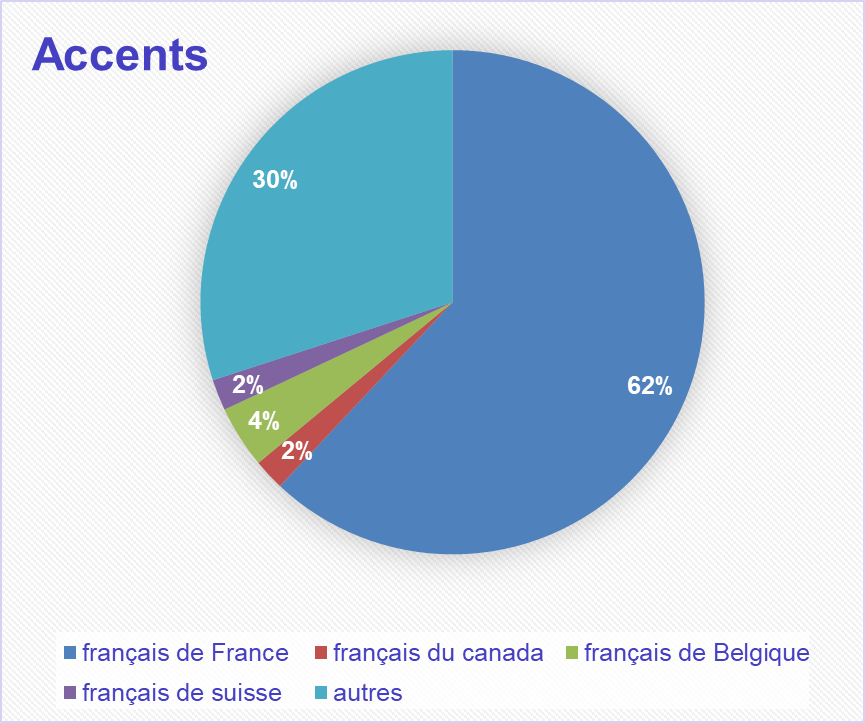 Accents
30%
62%
2%
4%
2%
français de France français du canada français de Belgique
français de suisse autres